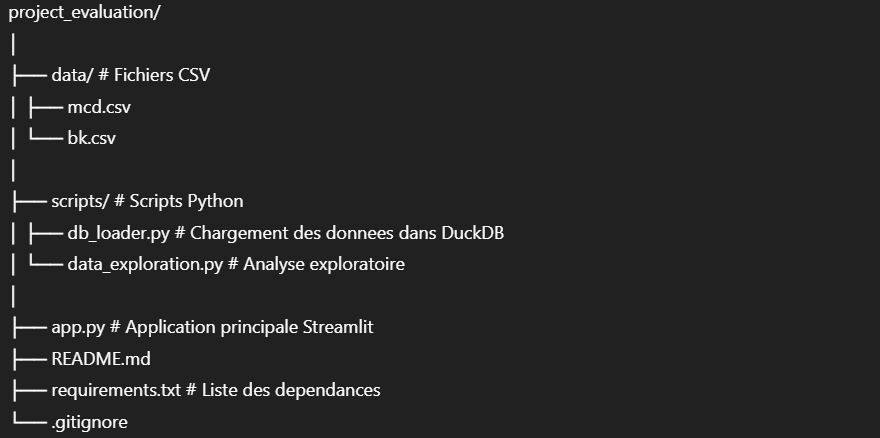 project_evaluation/
│
├── data/ # Fichiers CSV
│ ├── mcd.csv
│ └── bk.csv
│
├── scripts/ # Scripts Python
│ ├── db_loader.py # Chargement des donnees dans DuckDB
│ └── data_exploration.py # Analyse exploratoire
│
├── app.py # Application principale Streamlit
├── README.md
├── requirements.txt # Liste des dependances
└── .gitignore